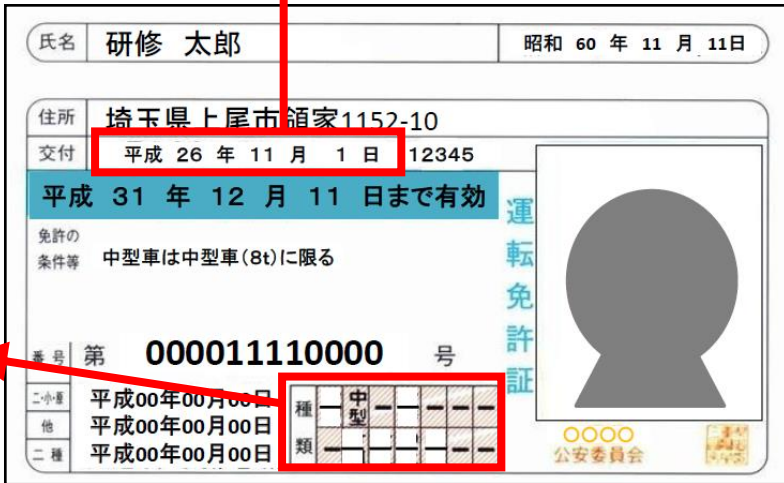 氏名 研修 太郎 昭和 60 年 11 月 11日
住所 埼玉県上尾市領家1152-10
交付 平成 26 年 11 月 1 日 12345
平成 31 年 12 月 11 日まで有効
免許の
条件等 中型車は中型車(8t)に限る
運転免許証
番号 第 000011110000 号
二・小・原 平成00年00月00日
他 平成00年00月00日
二種 平成00年00月00日
種類 中型
○○○○
公安委員会